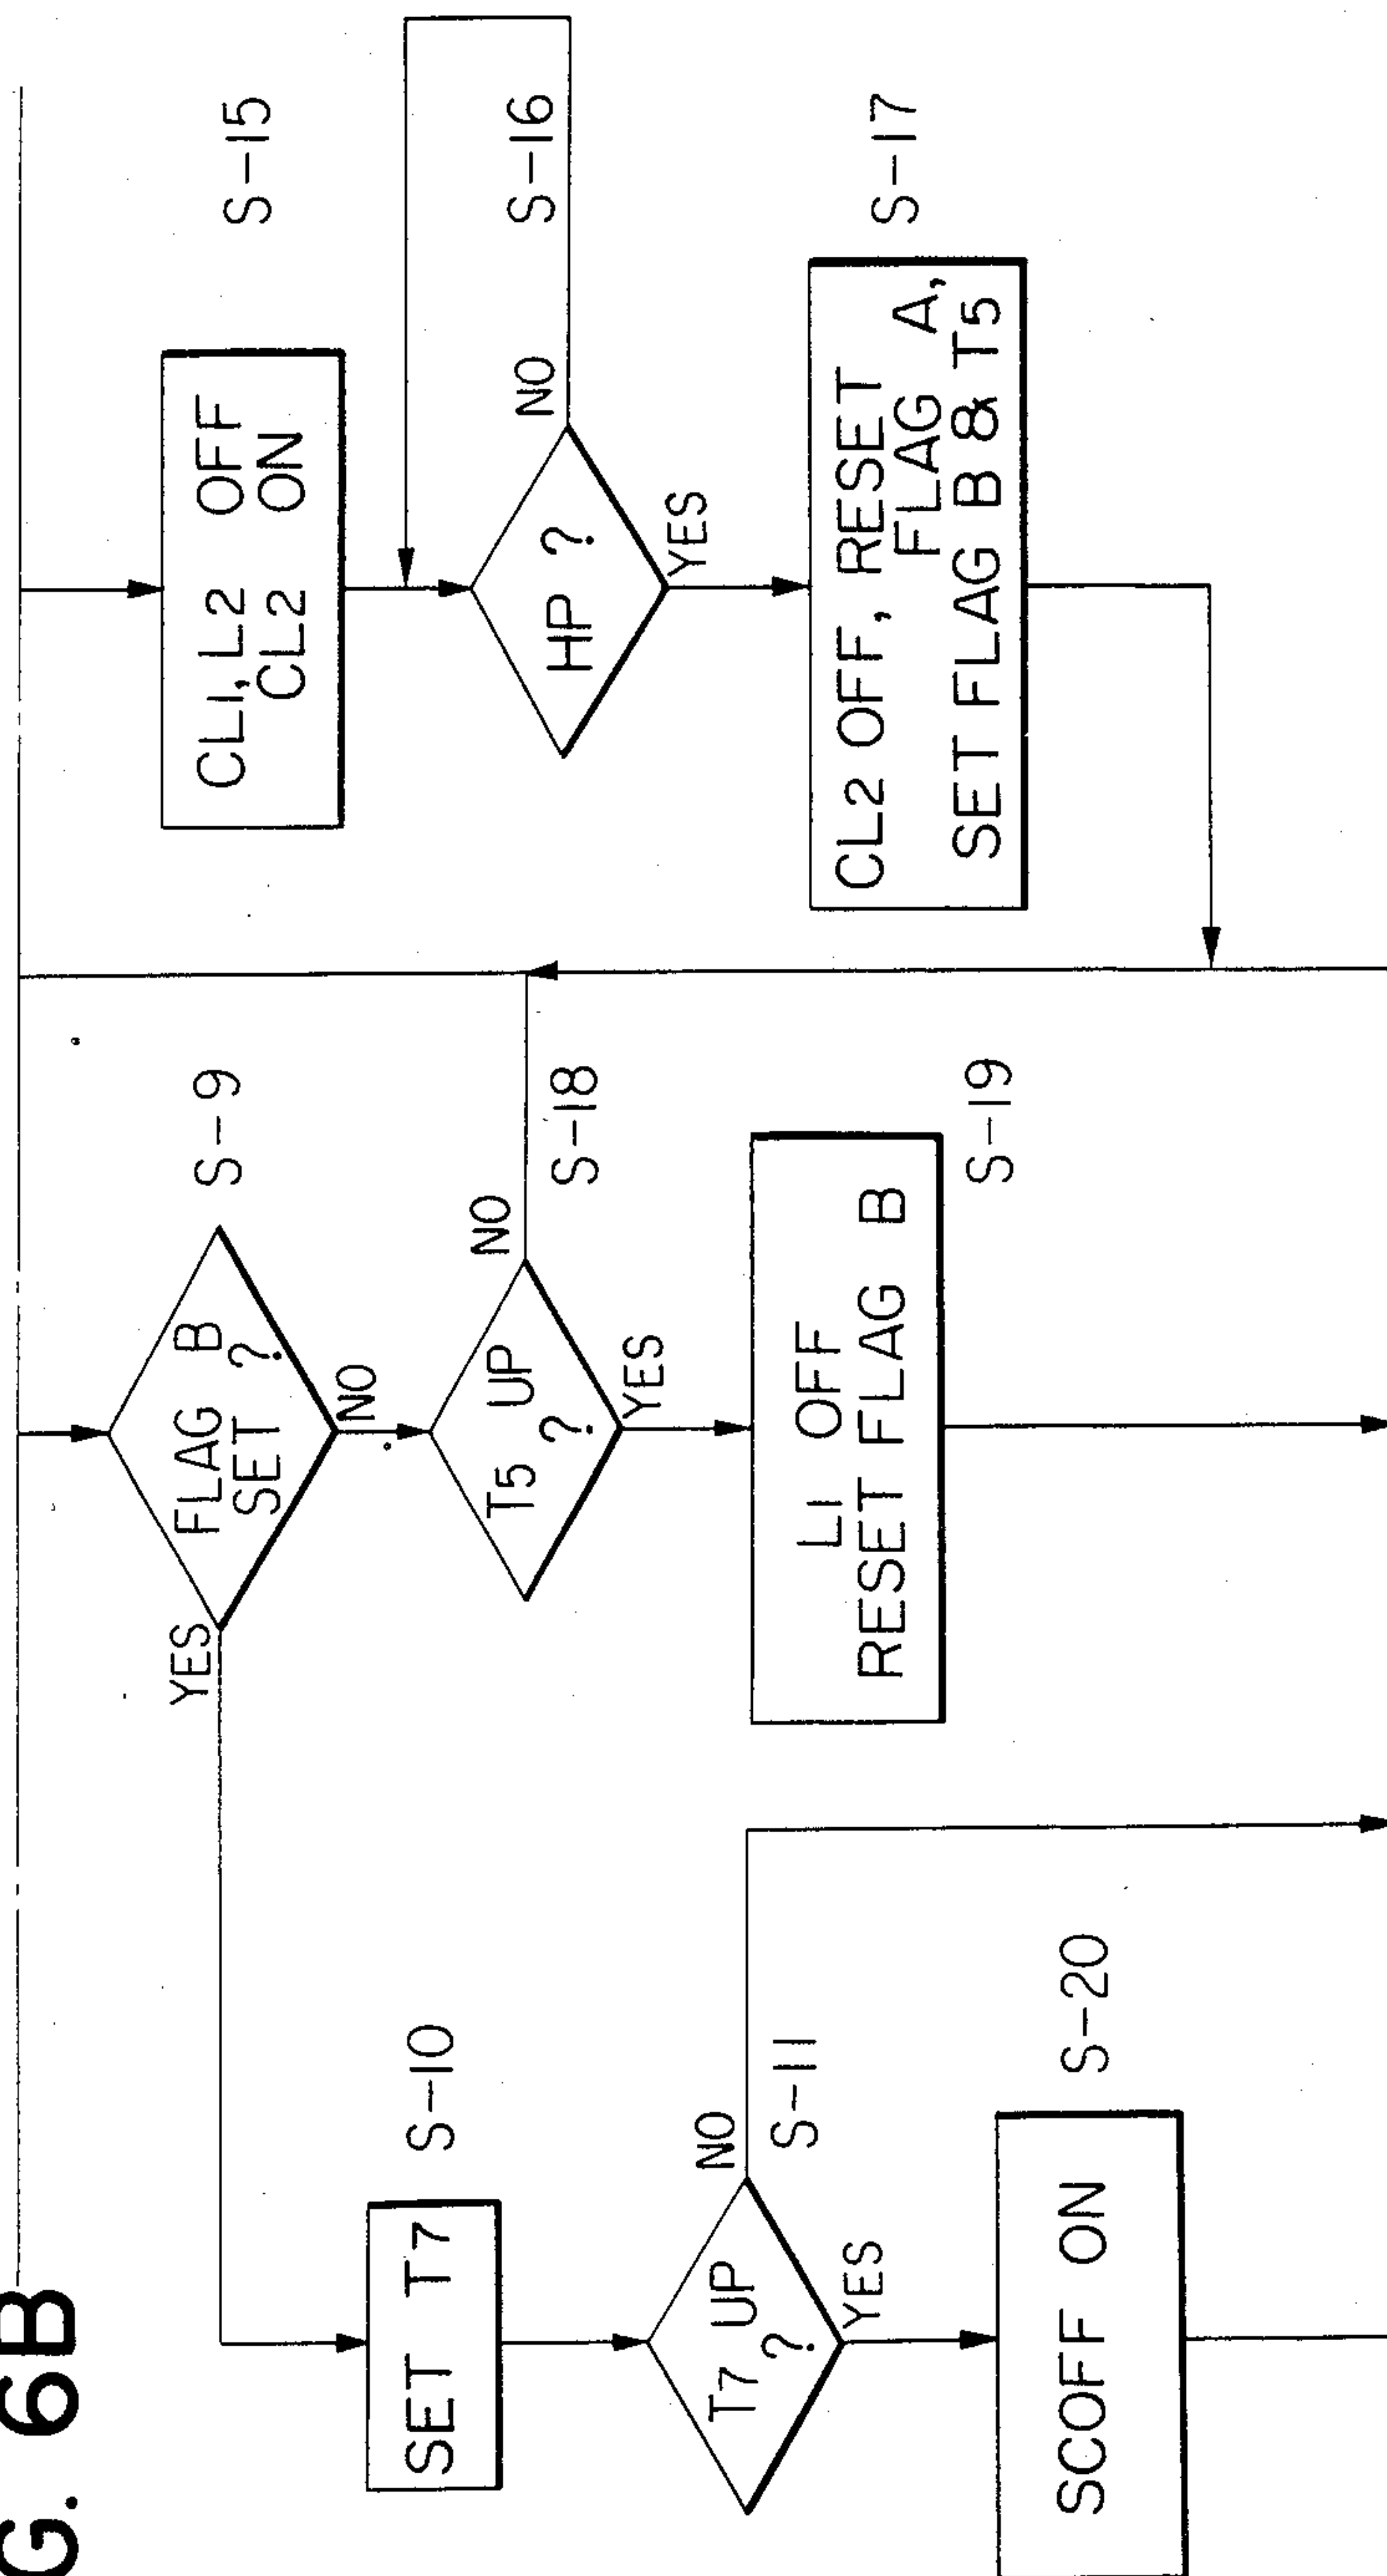 G. 6B
YES
FLAG B
SET ?
S-9
NO
SET T7
S-10
T7 UP
?
NO
S-11
YES
SCOFF ON
S-20
T5 UP
?
NO
S-18
YES
L1 OFF
RESET FLAG B
S-19
CL1, L2 OFF
CL2 ON
S-15
HP ?
NO
S-16
YES
CL2 OFF, RESET
FLAG A,
SET FLAG B & T5
S-17